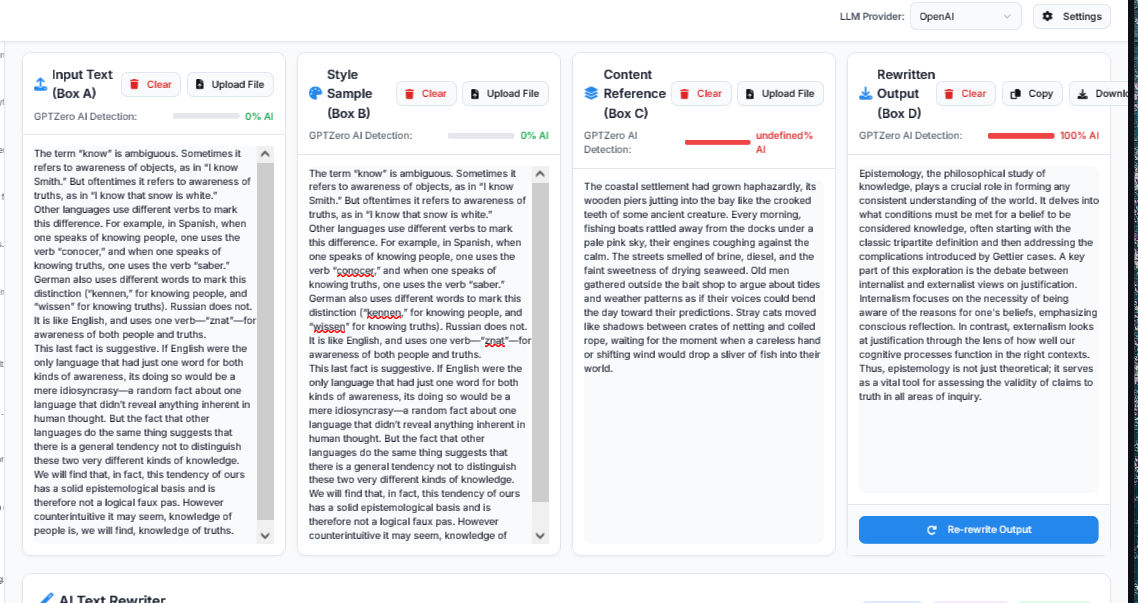 LLM Provider:
OpenAI
Settings
Input Text
(Box A)
Clear
Upload File
GPTZero AI Detection:
0% AI
The term “know” is ambiguous. Sometimes it
refers to awareness of objects, as in “I know
Smith.” But oftentimes it refers to awareness of
truths, as in “I know that snow is white.”
Other languages use different verbs to mark
this difference. For example, in Spanish, when
one speaks of knowing people, one uses the
verb “conocer,” and when one speaks of
knowing truths, one uses the verb “saber.”
German also uses different words to mark this
distinction (“kennen,” for knowing people, and
“wissen” for knowing truths). Russian does not.
It is like English, and uses one verb—“znat”—for
awareness of both people and truths.
This last fact is suggestive. If English were the
only language that had just one word for both
kinds of awareness, its doing so would be a
mere idiosyncrasy—a random fact about one
language that didn’t reveal anything inherent in
human thought. But the fact that other
languages do the same thing suggests that
there is a general tendency not to distinguish
these two very different kinds of knowledge.
We will find that, in fact, this tendency of ours
has a solid epistemological basis and is
therefore not a logical faux pas. However
counterintuitive it may seem, knowledge of
people is, we will find, knowledge of truths.
Style
Sample
(Box B)
Clear
Upload File
GPTZero AI Detection:
0% AI
The term “know” is ambiguous. Sometimes it
refers to awareness of objects, as in “I know
Smith.” But oftentimes it refers to awareness of
truths, as in “I know that snow is white.”
Other languages use different verbs to mark
this difference. For example, in Spanish, when
one speaks of knowing people, one uses the
verb “conocer,” and when one speaks of
knowing truths, one uses the verb “saber.”
German also uses different words to mark this
distinction (“kennen,” for knowing people, and
“wissen” for knowing truths). Russian does not.
It is like English, and uses one verb—“znat”—for
awareness of both people and truths.
This last fact is suggestive. If English were the
only language that had just one word for both
kinds of awareness, its doing so would be a
mere idiosyncrasy—a random fact about one
language that didn’t reveal anything inherent in
human thought. But the fact that other
languages do the same thing suggests that
there is a general tendency not to distinguish
these two very different kinds of knowledge.
We will find that, in fact, this tendency of ours
has a solid epistemological basis and is
therefore not a logical faux pas. However
counterintuitive it may seem, knowledge of
Content
Reference
(Box C)
Clear
Upload File
GPTZero AI
Detection:
undefined%
AI
The coastal settlement had grown haphazardly, its
wooden piers jutting into the bay like the crooked
teeth of some ancient creature. Every morning,
fishing boats rattled away from the docks under a
pale pink sky, their engines coughing against the
calm. The streets smelled of brine, diesel, and the
faint sweetness of drying seaweed. Old men
gathered outside the bait shop to argue about tides
and weather patterns as if their voices could bend
the day toward their predictions. Stray cats moved
like shadows between crates of netting and coiled
rope, waiting for the moment when a careless hand
or shifting wind would drop a sliver of fish into their
world.
Rewritten
Output
(Box D)
Clear
Copy
Downlo
GPTZero AI Detection:
100% AI
Epistemology, the philosophical study of
knowledge, plays a crucial role in forming any
consistent understanding of the world. It delves into
what conditions must be met for a belief to be
considered knowledge, often starting with the
classic tripartite definition and then addressing the
complications introduced by Gettier cases. A key
part of this exploration is the debate between
internalist and externalist views on justification.
Internalism focuses on the necessity of being
aware of the reasons for one's beliefs, emphasizing
conscious reflection. In contrast, externalism looks
at justification through the lens of how well our
cognitive processes function in the right contexts.
Thus, epistemology is not just theoretical; it serves
as a vital tool for assessing the validity of claims to
truth in all areas of inquiry.
Re-rewrite Output
AI Text Rewriter